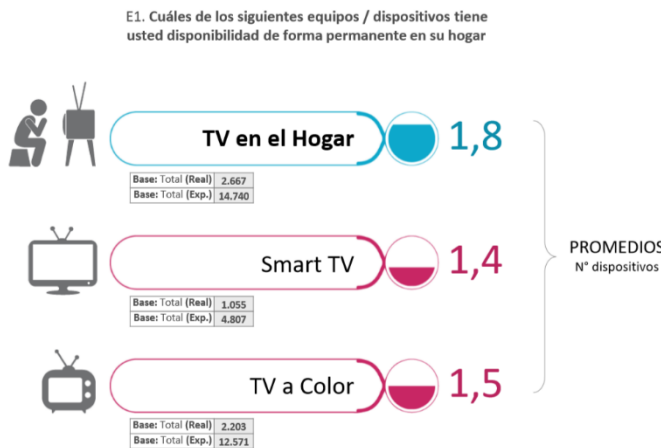 E1. Cuáles de los siguientes equipos / dispositivos tiene
usted disponibilidad de forma permanente en su hogar
TV en el Hogar
1,8
Base: Total (Real) 2.667
Base: Total (Exp.) 14.740
Smart TV
1,4
PROMEDIOS
N° dispositivos
Base: Total (Real) 1.055
Base: Total (Exp.) 4.807
TV a Color
1,5
Base: Total (Real) 2.203
Base: Total (Exp.) 12.571